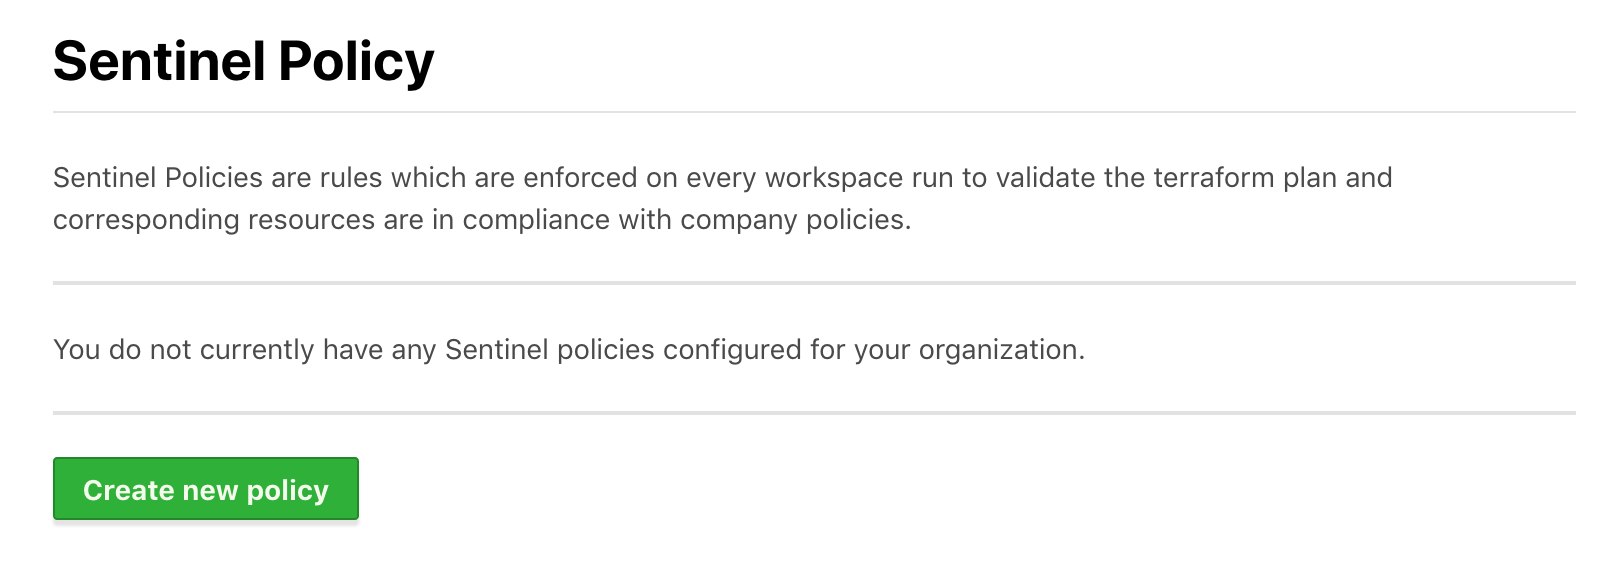 Sentinel Policy
Sentinel Policies are rules which are enforced on every workspace run to validate the terraform plan and
corresponding resources are in compliance with company policies.
You do not currently have any Sentinel policies configured for your organization.
Create new policy